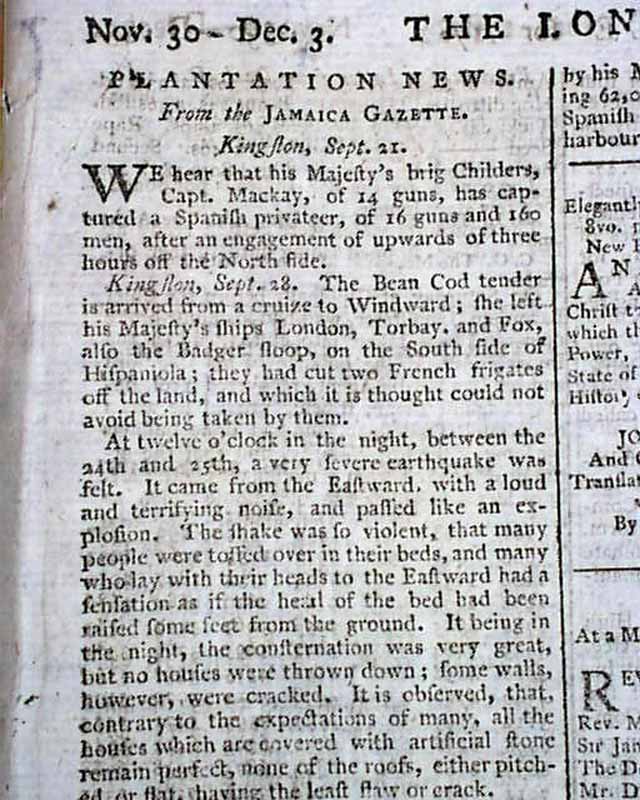 Nov. 30 - Dec. 3. THE LON
PLANTATION NEWS.
From the JAMAICA GAZETTE.
Kingſton, Sept. 21.
WE hear that his Majeſty's brig Childers,
Capt. Mackay, of 14 guns, has cap-
tured a Spaniſh privateer, of 16 guns and 160
men, after an engagement of upwards of three
hours off the North ſide.
Kingſton, Sept. 28. The Bean Cod tender
is arrived from a cruize to Windward; ſhe left
his Majeſty's ſhips London, Torbay, and Fox,
alſo the Badger ſloop, on the South ſide of
Hiſpaniola; they had cut two French frigates
off the land, and which it is thought could not
avoid being taken by them.
At twelve o'clock in the night, between the
24th and 25th, a very ſevere earthquake was
felt. It came from the Eaſtward, with a loud
and terrifying noiſe, and paſſed like an ex-
ploſion. The ſhake was ſo violent, that many
people were toſſed over in their beds, and many
who lay with their heads to the Eaſtward had a
ſenſation as if the head of the bed had been
raiſed ſome feet from the ground. It being in
the night, the conſternation was very great,
but no houſes were thrown down; ſome walls,
however, were cracked. It is obſerved, that,
contrary to the expectations of many, all the
houſes which are covered with artificial ſtone
remain perfect, none of the roofs, either pitch-
ed or flat, having the leaſt flaw or crack.
by his M
ing 62,0
Spaniſh
harbour
Elegantl
8vo. p
New
AN
A
Chriſt t
which th
Power,
State of
Hiſtory
JO
And
Tranſlat
By
At a M
REV
Rev. M
Sir Jam
The D
Mr. D